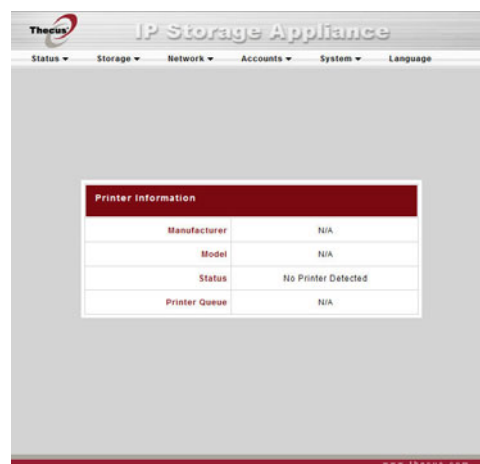 Thecus
IP Storage Appliance
Status Storage Network Accounts System Language
Printer Information
Manufacturer N/A
Model N/A
Status No Printer Detected
Printer Queue N/A